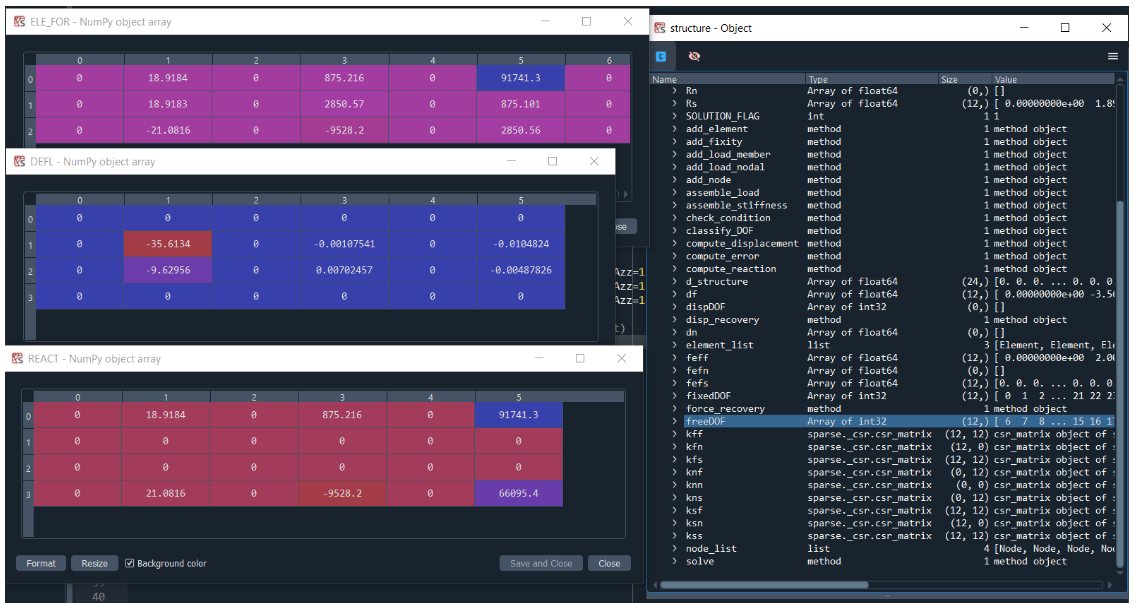 ELE_FOR - NumPy object array
0 1 2 3 4 5 6
0 0 18.9184 0 875.216 0 91741.3 0
1 0 18.9183 0 2850.57 0 875.101 0
2 0 -21.0816 0 -9528.2 0 2850.56 0
DEFL - NumPy object array
0 1 2 3 4 5
0 0 0 0 0 0 0
1 0 -35.6134 0 -0.00107541 0 -0.0104824
2 0 -9.62956 0 0.00702457 0 -0.00487826
3 0 0 0 0 0 0
ose
Azz=1
Azz=1
Azz=1
t)
REACT - NumPy object array
0 1 2 3 4 5
0 0 18.9184 0 875.216 0 91741.3
1 0 0 0 0 0 0
2 0 0 0 0 0 0
3 0 21.0816 0 -9528.2 0 66095.4
Format Resize Background color Save and Close Close
40
structure - Object
Name Type Size Value
Rn Array of float64 (0,) []
Rs Array of float64 (12,) [ 0.00000000e+00 1.89
SOLUTION_FLAG int 1 1
add_element method 1 method object
add_fixity method 1 method object
add_load_member method 1 method object
add_load_nodal method 1 method object
add_node method 1 method object
assemble_load method 1 method object
assemble_stiffness method 1 method object
check_condition method 1 method object
classify_DOF method 1 method object
compute_displacement method 1 method object
compute_error method 1 method object
compute_reaction method 1 method object
d_structure Array of float64 (24,) [0. 0. 0. ... 0. 0. 0
df Array of float64 (12,) [ 0.00000000e+00 -3.56
dispDOF Array of int32 (0,) []
disp_recovery method 1 method object
dn Array of float64 (0,) []
element_list list 3 [Element, Element, Ele
feff Array of float64 (12,) [ 0.00000000e+00 2.00
fefn Array of float64 (0,) []
fefs Array of float64 (12,) [0. 0. 0. ... 0. 0. 0
fixedDOF Array of int32 (12,) [ 0 1 2 ... 21 22 23
force_recovery method 1 method object
freeDOF Array of int32 (12,) [ 6 7 8 ... 15 16 1
kff sparse._csr.csr_matrix (12, 12) csr_matrix object of s
kfn sparse._csr.csr_matrix (12, 0) csr_matrix object of s
kfs sparse._csr.csr_matrix (12, 12) csr_matrix object of s
knf sparse._csr.csr_matrix (0, 12) csr_matrix object of s
knn sparse._csr.csr_matrix (0, 0) csr_matrix object of s
kns sparse._csr.csr_matrix (0, 12) csr_matrix object of s
ksf sparse._csr.csr_matrix (12, 12) csr_matrix object of s
ksn sparse._csr.csr_matrix (12, 0) csr_matrix object of s
kss sparse._csr.csr_matrix (12, 12) csr_matrix object of s
node_list list 4 [Node, Node, Node, Noc
solve method 1 method object